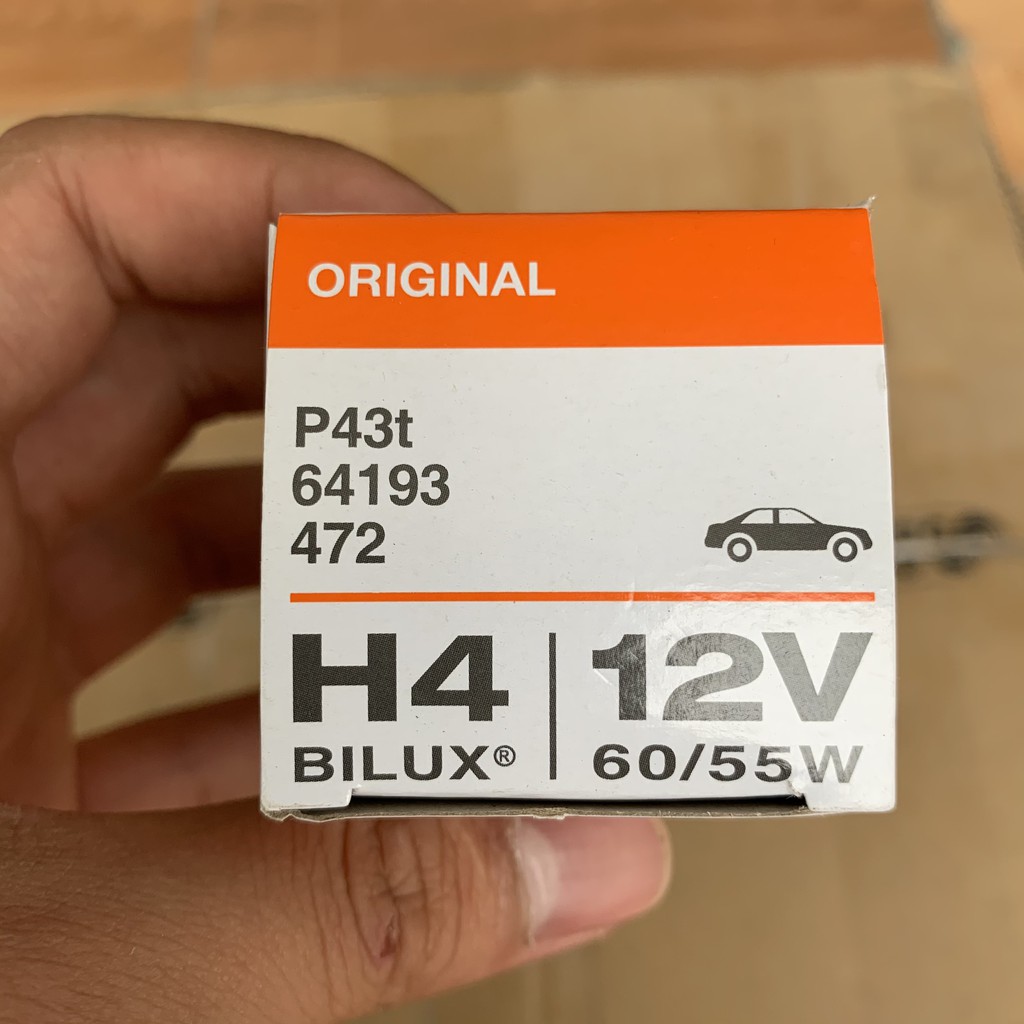 ORIGINAL
P43t
64193
472
H4
BILUX®
12V
60/55W